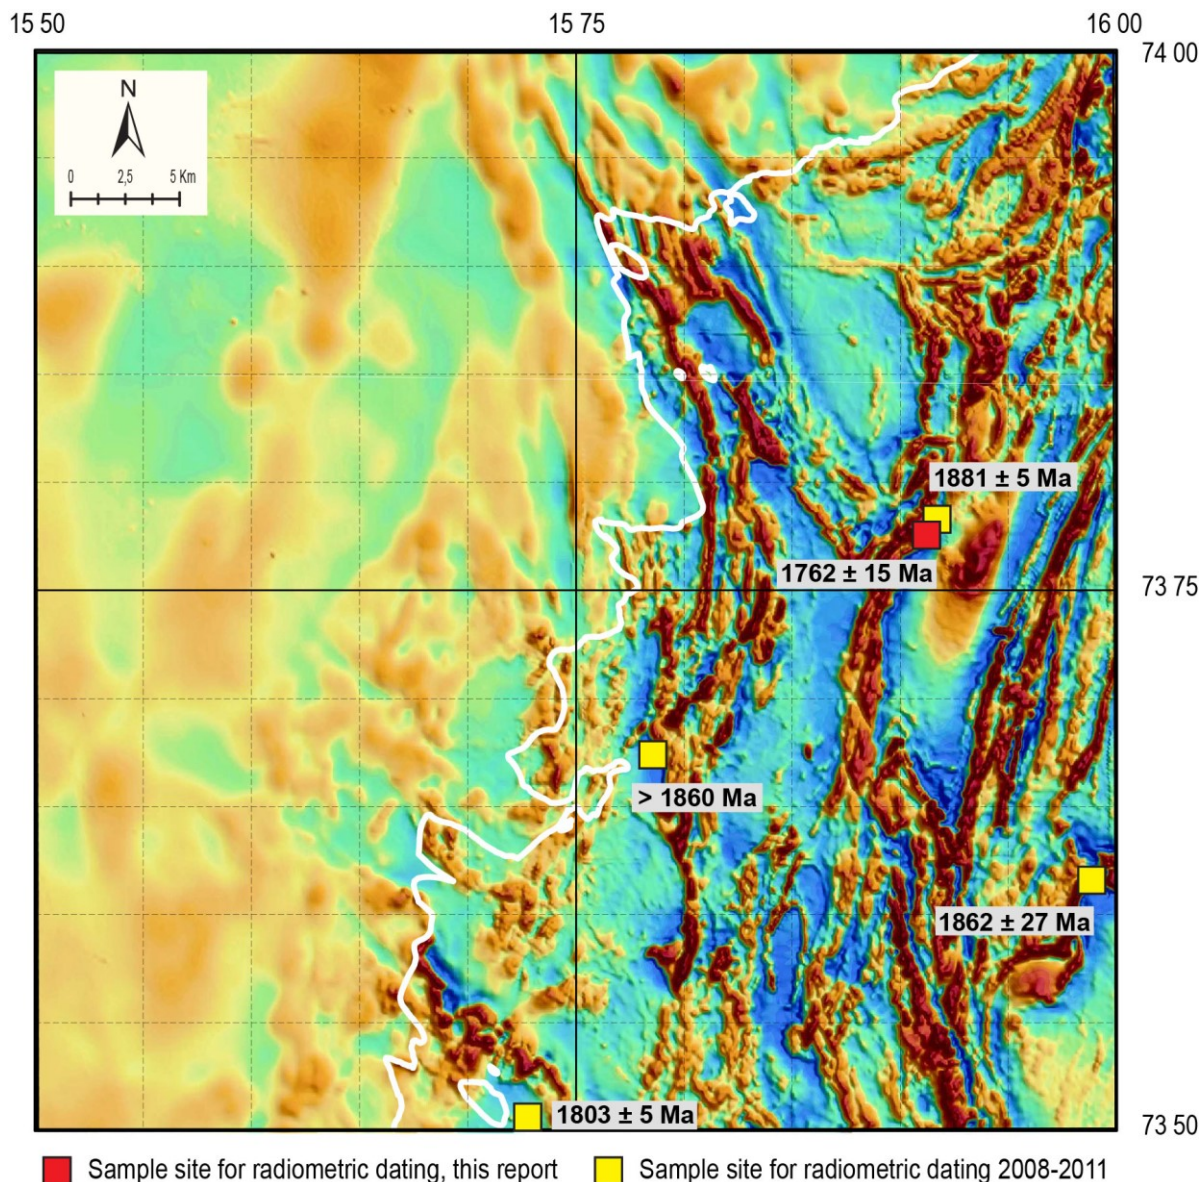 15 50
15 75
16 00
74 00
N
0 2,5 5 Km
1881 ± 5 Ma
1762 ± 15 Ma
73 75
> 1860 Ma
1862 ± 27 Ma
1803 ± 5 Ma
73 50
Sample site for radiometric dating, this report
Sample site for radiometric dating 2008-2011